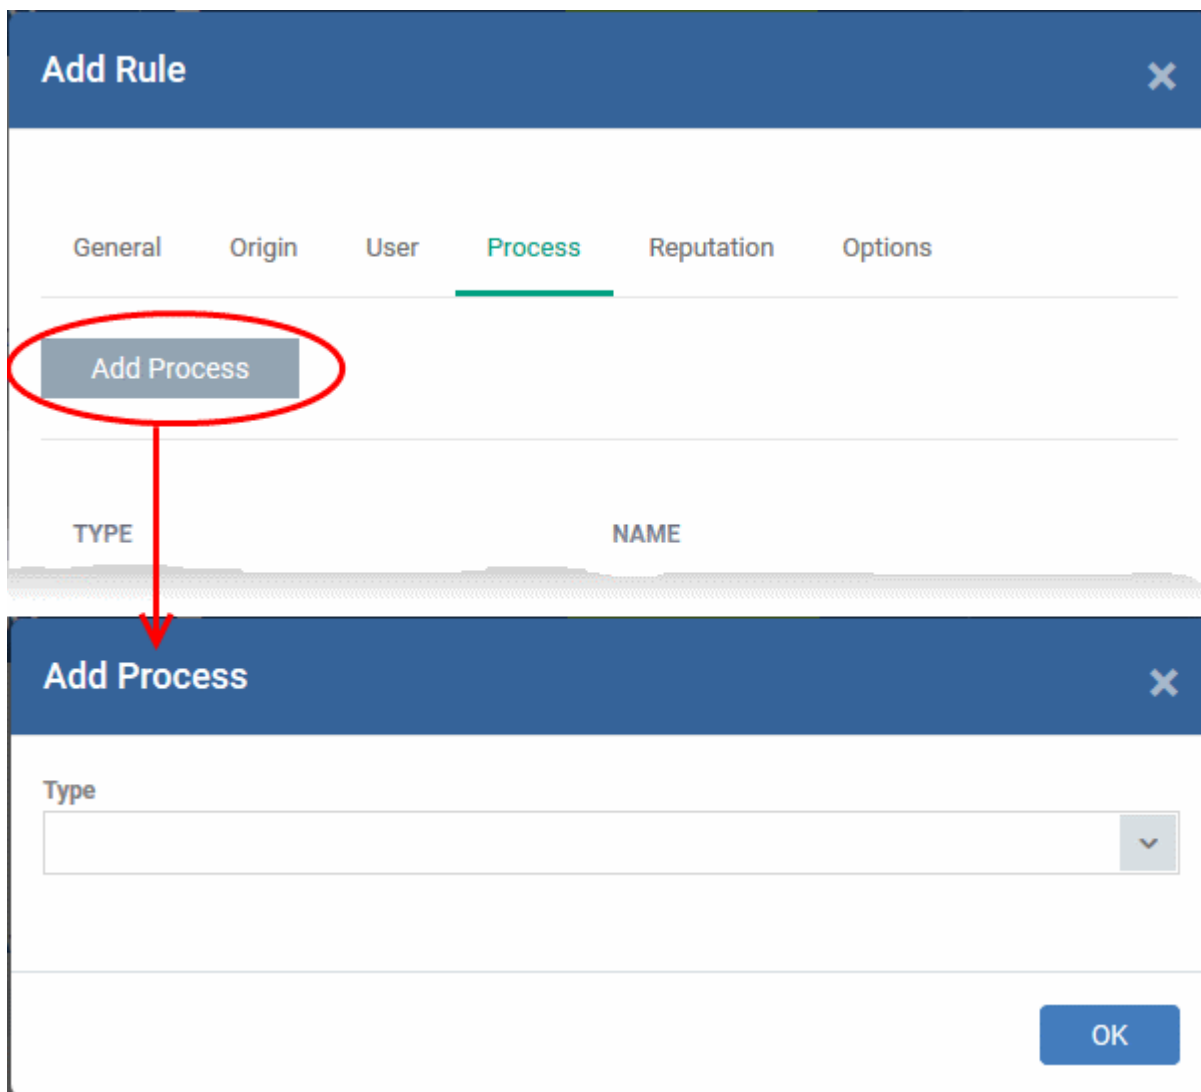 Add Rule
General Origin User Process Reputation Options
Add Process
TYPE NAME
Add Process
Type
OK